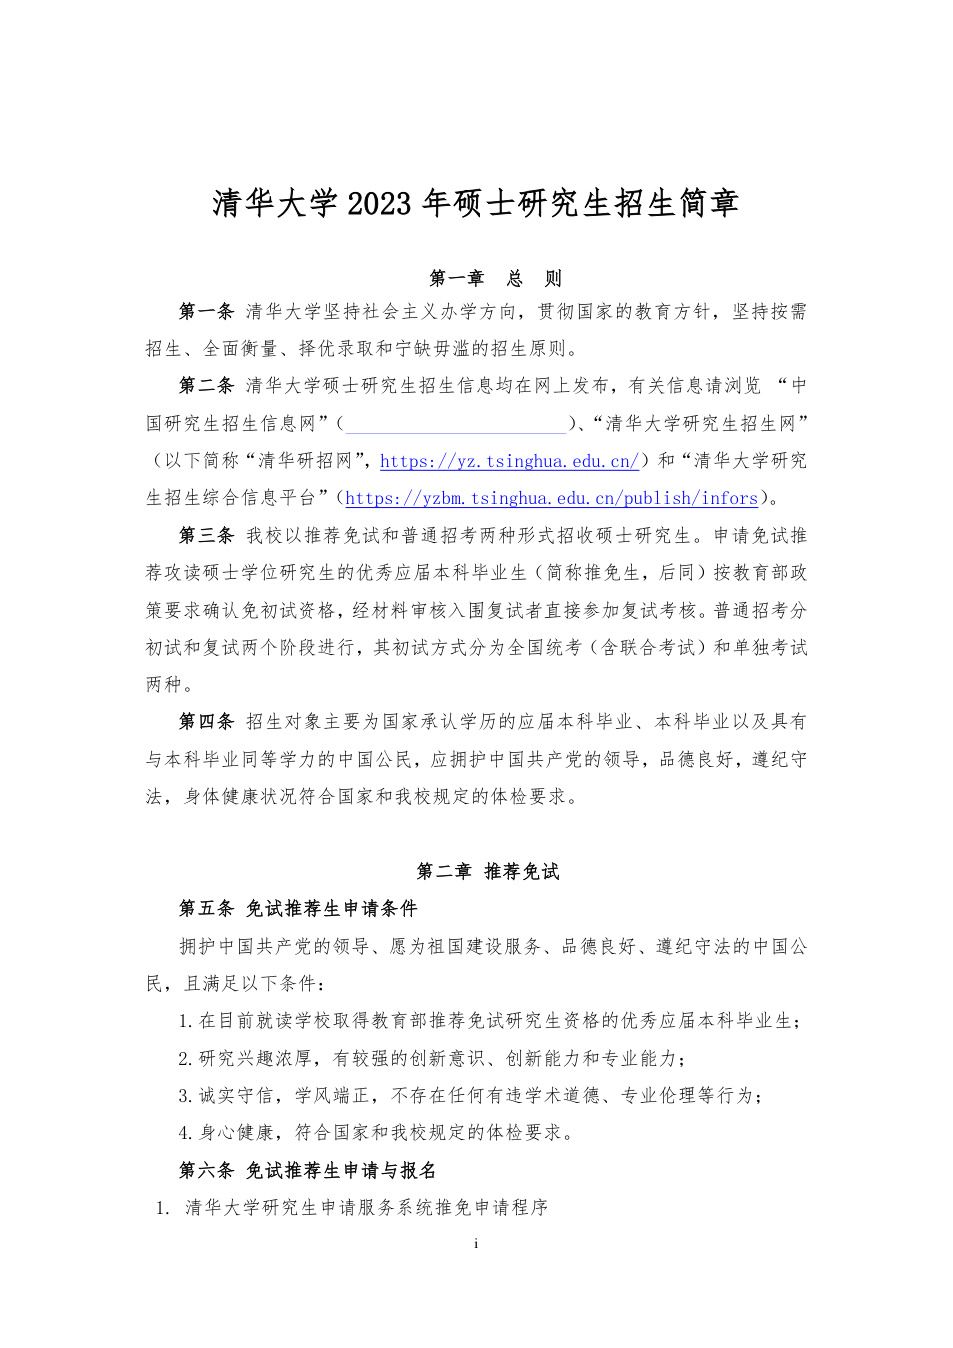 清华大学 2023 年硕士研究生招生简章
第一章 总 则
第一条 清华大学坚持社会主义办学方向，贯彻国家的教育方针，坚持按需
招生、全面衡量、择优录取和宁缺毋滥的招生原则。
第二条 清华大学硕士研究生招生信息均在网上发布，有关信息请浏览 “中
国研究生招生信息网”（                    ）、“清华大学研究生招生网”
（以下简称“清华研招网”，https://yz.tsinghua.edu.cn/）和“清华大学研究
生招生综合信息平台”（https://yzbm.tsinghua.edu.cn/publish/infors）。
第三条 我校以推荐免试和普通招考两种形式招收硕士研究生。申请免试推
荐攻读硕士学位研究生的优秀应届本科毕业生（简称推免生，后同）按教育部政
策要求确认免初试资格，经材料审核入围复试者直接参加复试考核。普通招考分
初试和复试两个阶段进行，其初试方式分为全国统考（含联合考试）和单独考试
两种。
第四条 招生对象主要为国家承认学历的应届本科毕业、本科毕业以及具有
与本科毕业同等学力的中国公民，应拥护中国共产党的领导，品德良好，遵纪守
法，身体健康状况符合国家和我校规定的体检要求。
第二章 推荐免试
第五条 免试推荐生申请条件
拥护中国共产党的领导、愿为祖国建设服务、品德良好、遵纪守法的中国公
民，且满足以下条件：
1.在目前就读学校取得教育部推荐免试研究生资格的优秀应届本科毕业生；
2.研究兴趣浓厚，有较强的创新意识、创新能力和专业能力；
3.诚实守信，学风端正，不存在任何有违学术道德、专业伦理等行为；
4.身心健康，符合国家和我校规定的体检要求。
第六条 免试推荐生申请与报名
1. 清华大学研究生申请服务系统推免申请程序
i